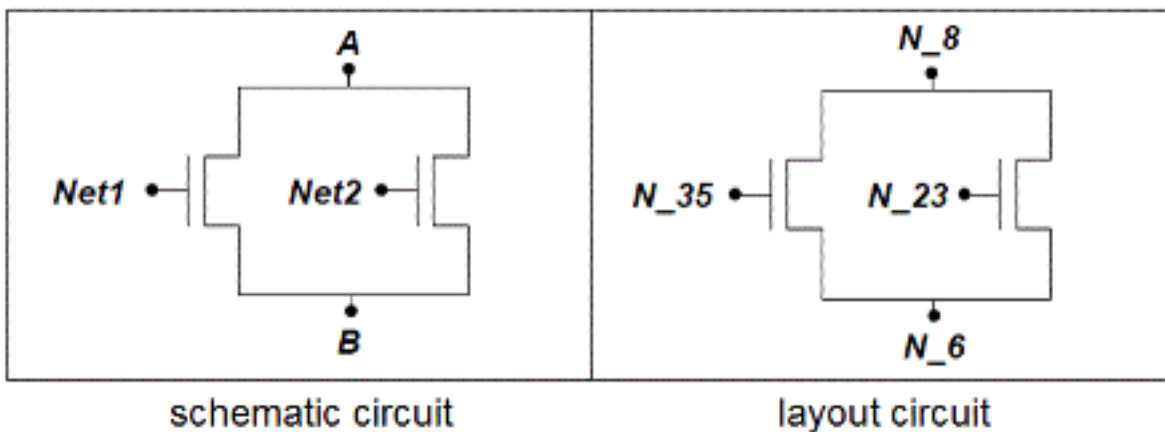 A
Net1
Net2
B
schematic circuit
N_8
N_35
N_23
N_6
layout circuit